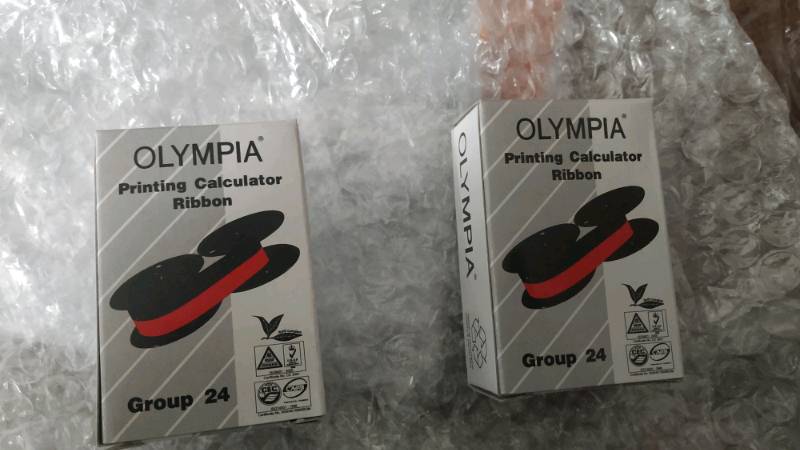 OLYMPIA®
Printing Calculator
Ribbon
Group 24
OLYMPIA®
OLYMPIA®
Printing Calculator
Ribbon
Group 24